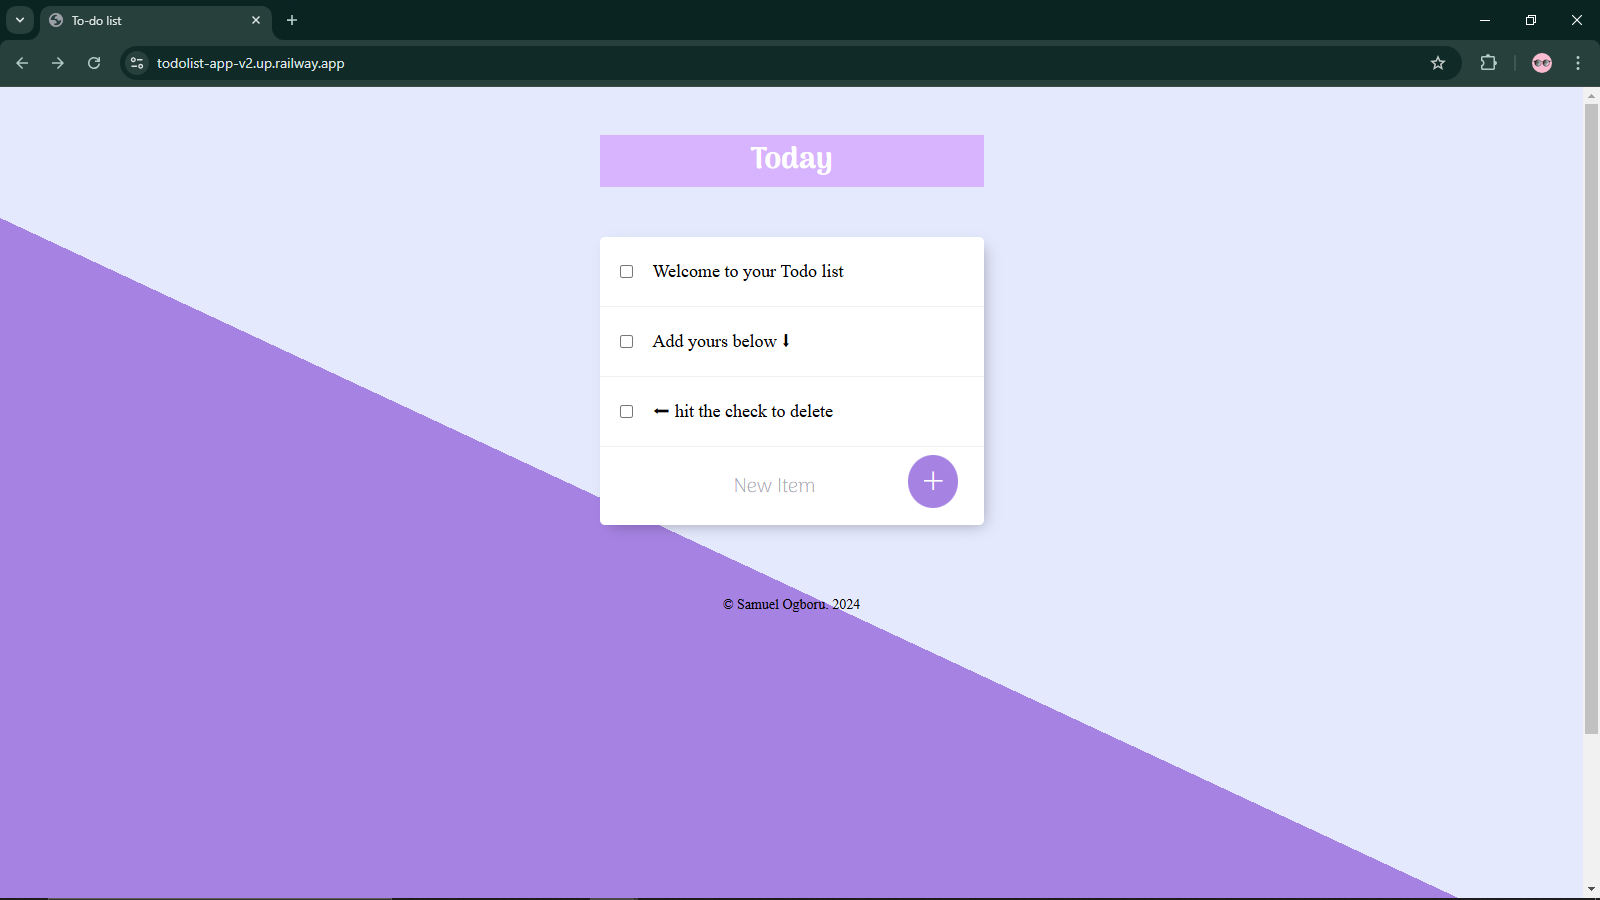 To-do list
todolist-app-v2.up.railway.app
Today
Welcome to your Todo list
Add yours below ⬇
⬅ hit the check to delete
New Item
© Samuel Ogboru. 2024